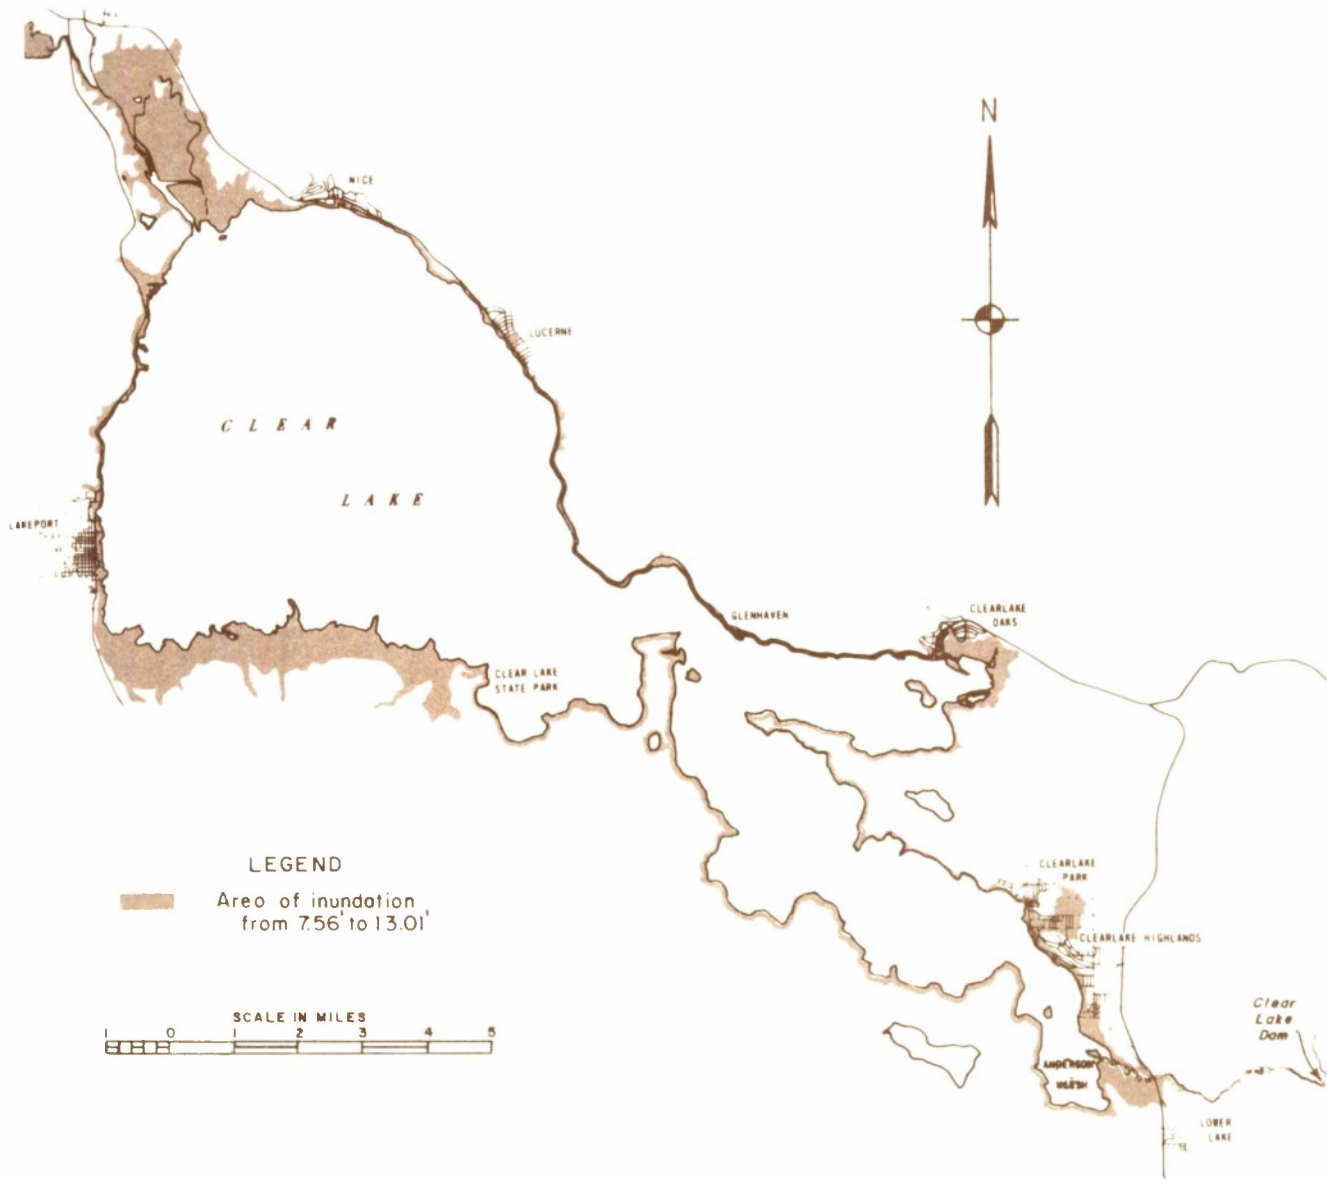 N
NICE
LUCERNE
CLEAR
LAKE
LAKEPORT
GLENHAVEN
CLEARLAKE
OAKS
CLEAR LAKE
STATE PARK
LEGEND
Area of inundation
from 7.56' to 13.01'
CLEARLAKE
PARK
CLEARLAKE HIGHLANDS
SCALE IN MILES
1 0 1 2 3 4 5
Clear
Lake
Dam
ANDERSON
MARSH
LOWER
LAKE